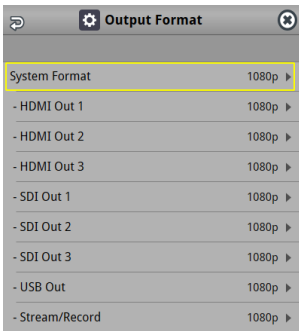 Output Format
System Format 1080p
- HDMI Out 1 1080p
- HDMI Out 2 1080p
- HDMI Out 3 1080p
- SDI Out 1 1080p
- SDI Out 2 1080p
- SDI Out 3 1080p
- USB Out 1080p
- Stream/Record 1080p